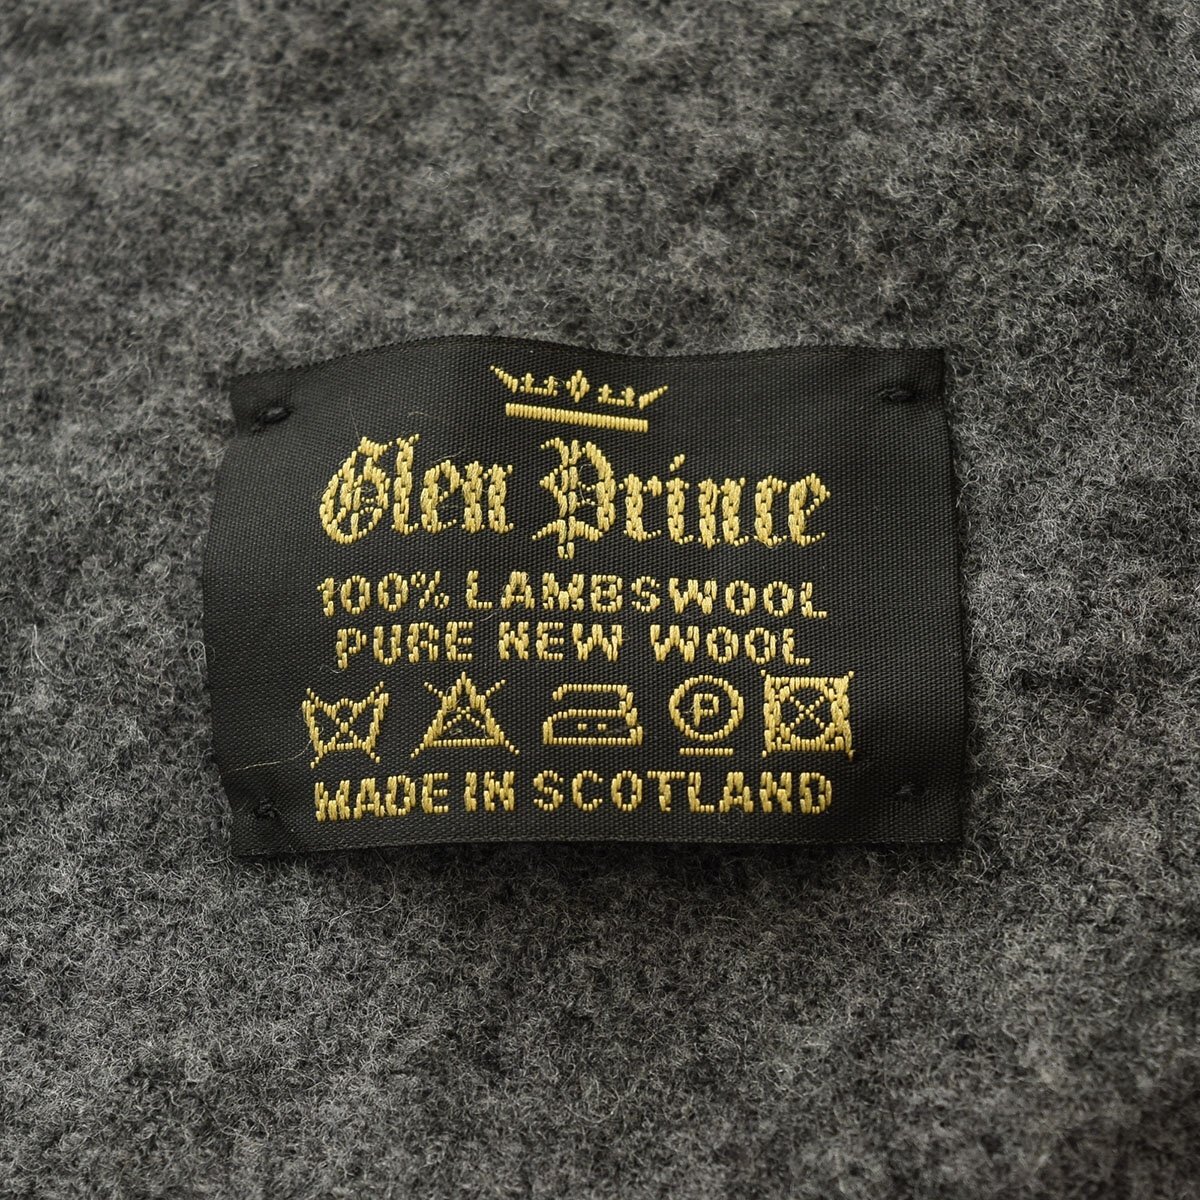 Glen Prince
100% LAMBSWOOL
PURE NEW WOOL
P
MADE IN SCOTLAND